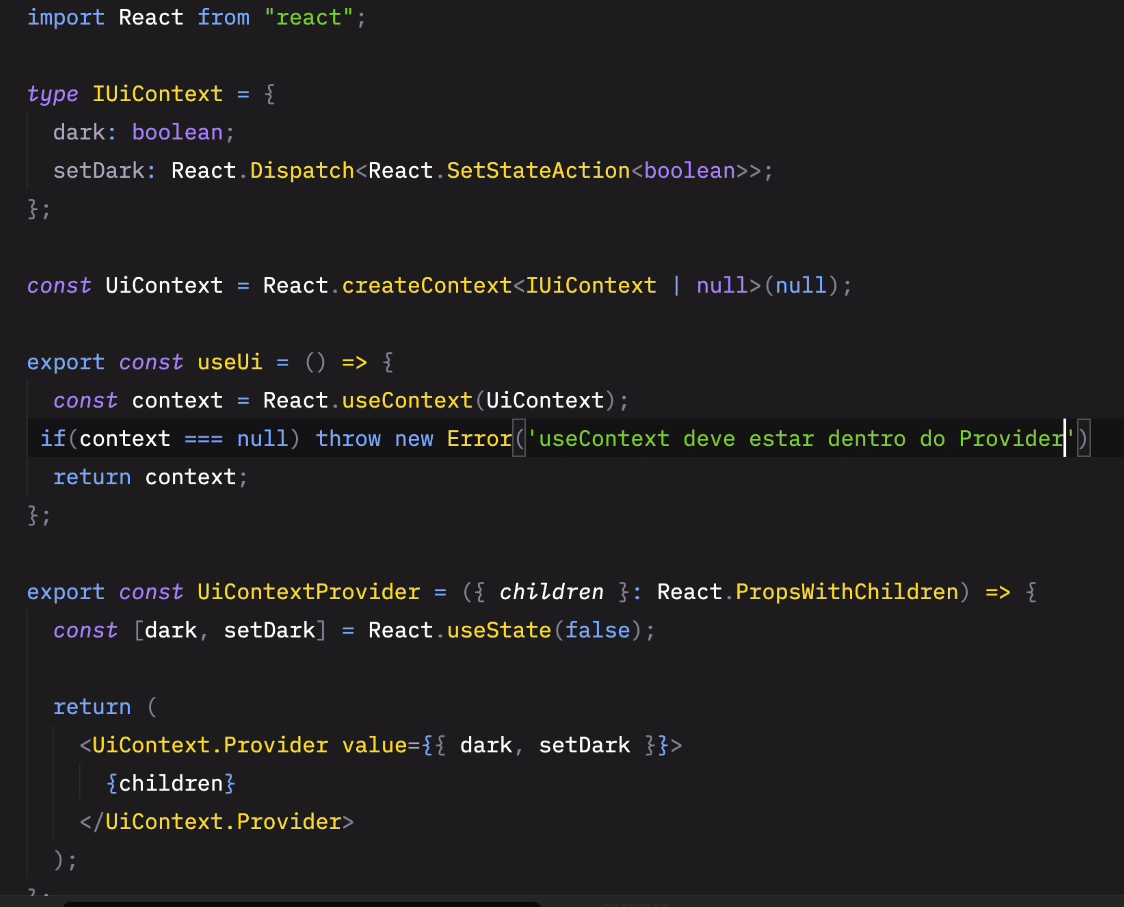 import React from "react";
type IUiContext = {
dark: boolean;
setDark: React.Dispatch<React.SetStateAction<boolean>>;
};
const UiContext = React.createContext<IUiContext | null>(null);
export const useUi = () => {
const context = React.useContext(UiContext);
if(context === null) throw new Error('useContext deve estar dentro do Provider')
return context;
};
export const UiContextProvider = ({ children }: React.PropsWithChildren) => {
const [dark, setDark] = React.useState(false);
return (
<UiContext.Provider value={{ dark, setDark }}>
{children}
</UiContext.Provider>
);
};